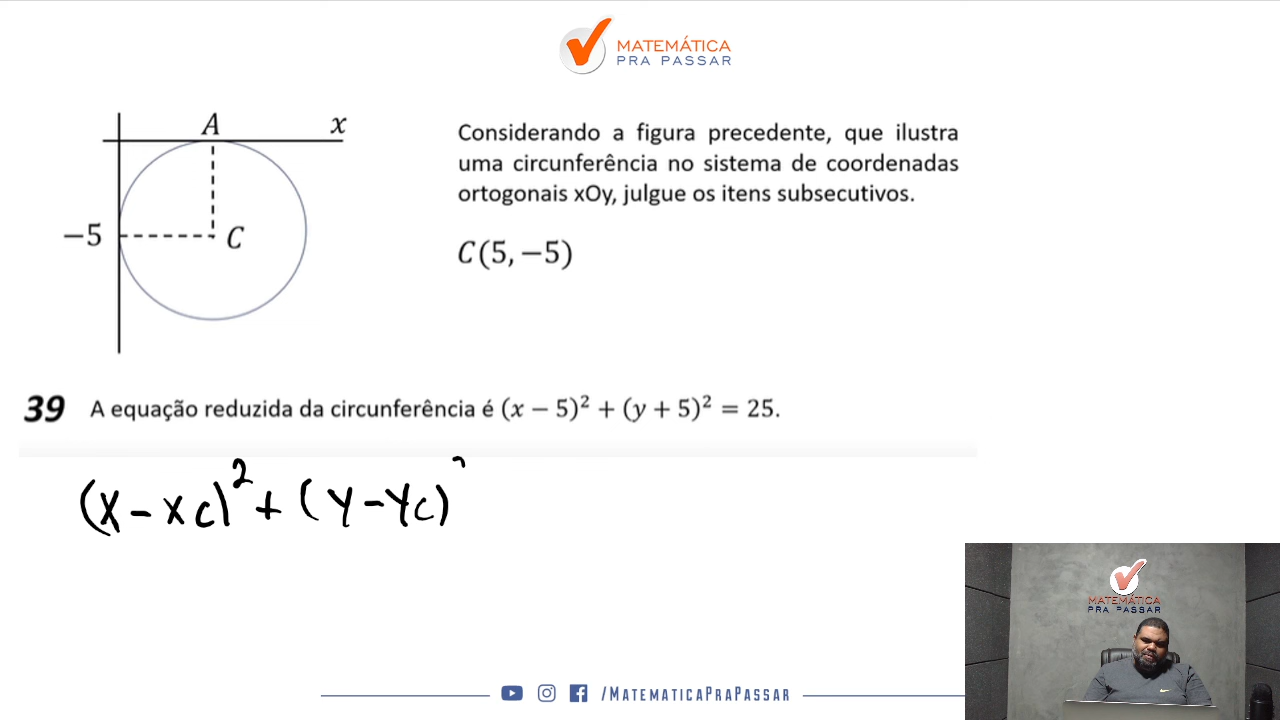 MATEMÁTICA
PRA PASSAR
A x
−5 C
Considerando a figura precedente, que ilustra
uma circunferência no sistema de coordenadas
ortogonais xOy, julgue os itens subsecutivos.
C(5, −5)
39 A equação reduzida da circunferência é (x − 5)² + (y + 5)² = 25.
(x − xc)² + (y − yc)
MATEMÁTICA
PRA PASSAR
/MATEMATICAPRAPASSAR